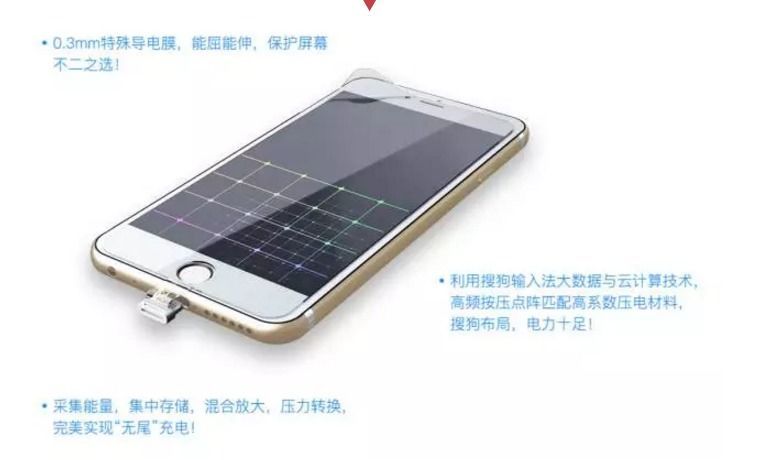 • 0.3mm特殊导电膜，能屈能伸，保护屏幕
不二之选！
• 利用搜狗输入法大数据与云计算技术，
高频按压点阵匹配高系数压电材料，
搜狗布局，电力十足！
• 采集能量，集中存储，混合放大，压力转换，
完美实现“无尾”充电！